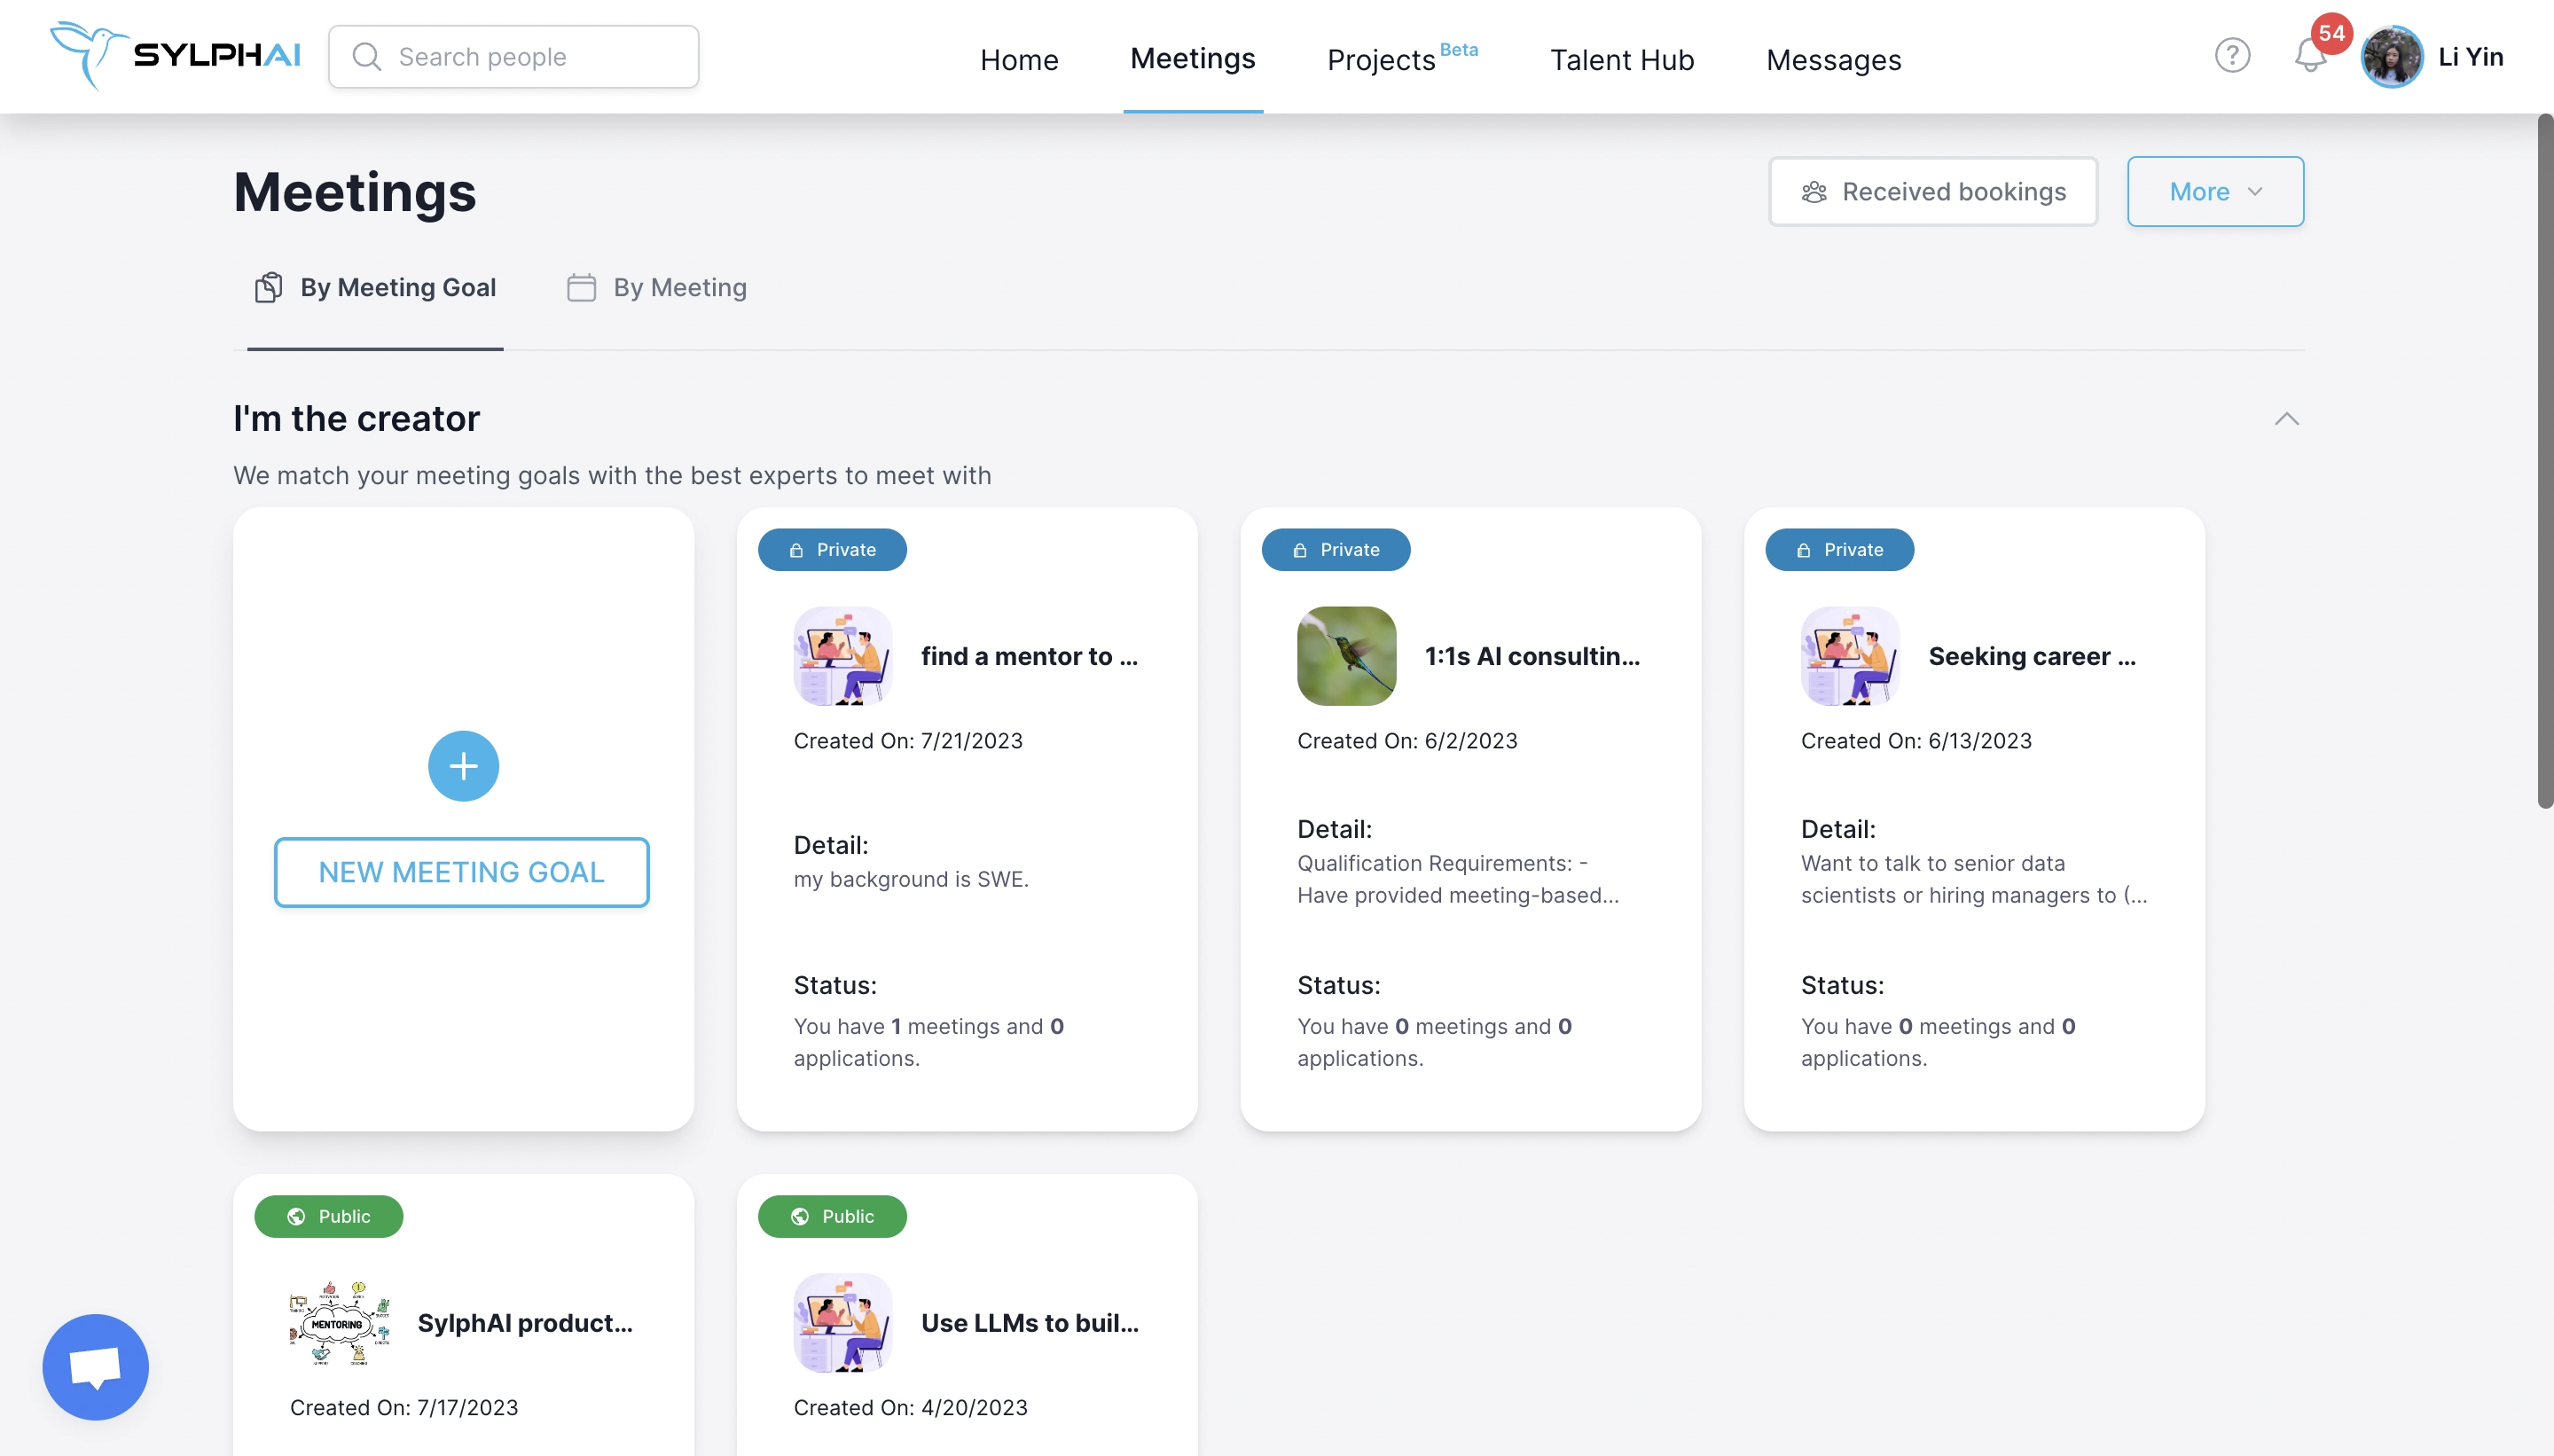 SYLPHAI
Search people
Home
Meetings
Projects Beta
Talent Hub
Messages
54
Li Yin
Meetings
Received bookings
More
By Meeting Goal
By Meeting
I'm the creator
We match your meeting goals with the best experts to meet with
NEW MEETING GOAL
Private
find a mentor to ...
Created On: 7/21/2023
Detail:
my background is SWE.
Status:
You have 1 meetings and 0
applications.
Private
1:1s AI consultin...
Created On: 6/2/2023
Detail:
Qualification Requirements: -
Have provided meeting-based...
Status:
You have 0 meetings and 0
applications.
Private
Seeking career ...
Created On: 6/13/2023
Detail:
Want to talk to senior data
scientists or hiring managers to (...
Status:
You have 0 meetings and 0
applications.
Public
MENTORING
SylphAI product...
Created On: 7/17/2023
Public
Use LLMs to buil...
Created On: 4/20/2023